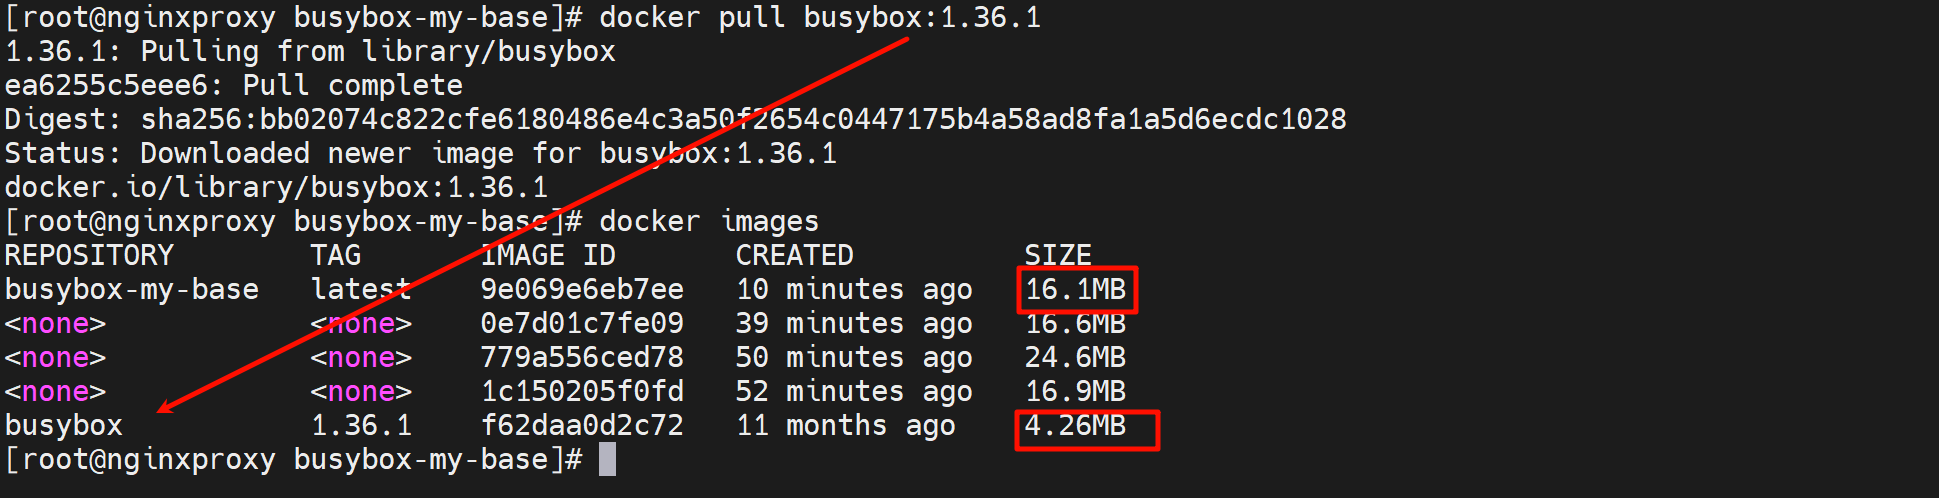 [root@nginxproxy busybox-my-base]# docker pull busybox:1.36.1
1.36.1: Pulling from library/busybox
ea6255c5eee6: Pull complete
Digest: sha256:bb02074c822cfe6180486e4c3a50f2654c0447175b4a58ad8fa1a5d6ecdc1028
Status: Downloaded newer image for busybox:1.36.1
docker.io/library/busybox:1.36.1
[root@nginxproxy busybox-my-base]# docker images
REPOSITORY        TAG       IMAGE ID       CREATED          SIZE
busybox-my-base   latest    9e069e6eb7ee   10 minutes ago   16.1MB
<none>            <none>    0e7d01c7fe09   39 minutes ago   16.6MB
<none>            <none>    779a556ced78   50 minutes ago   24.6MB
<none>            <none>    1c150205f0fd   52 minutes ago   16.9MB
busybox           1.36.1    f62daa0d2c72   11 months ago    4.26MB
[root@nginxproxy busybox-my-base]#